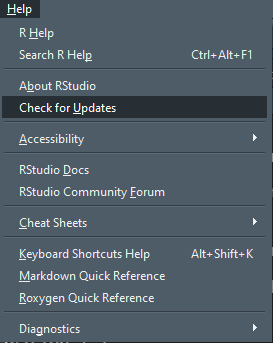 Help
R Help
Search R Help Ctrl+Alt+F1
About RStudio
Check for Updates
Accessibility
RStudio Docs
RStudio Community Forum
Cheat Sheets
Keyboard Shortcuts Help Alt+Shift+K
Markdown Quick Reference
Roxygen Quick Reference
Diagnostics